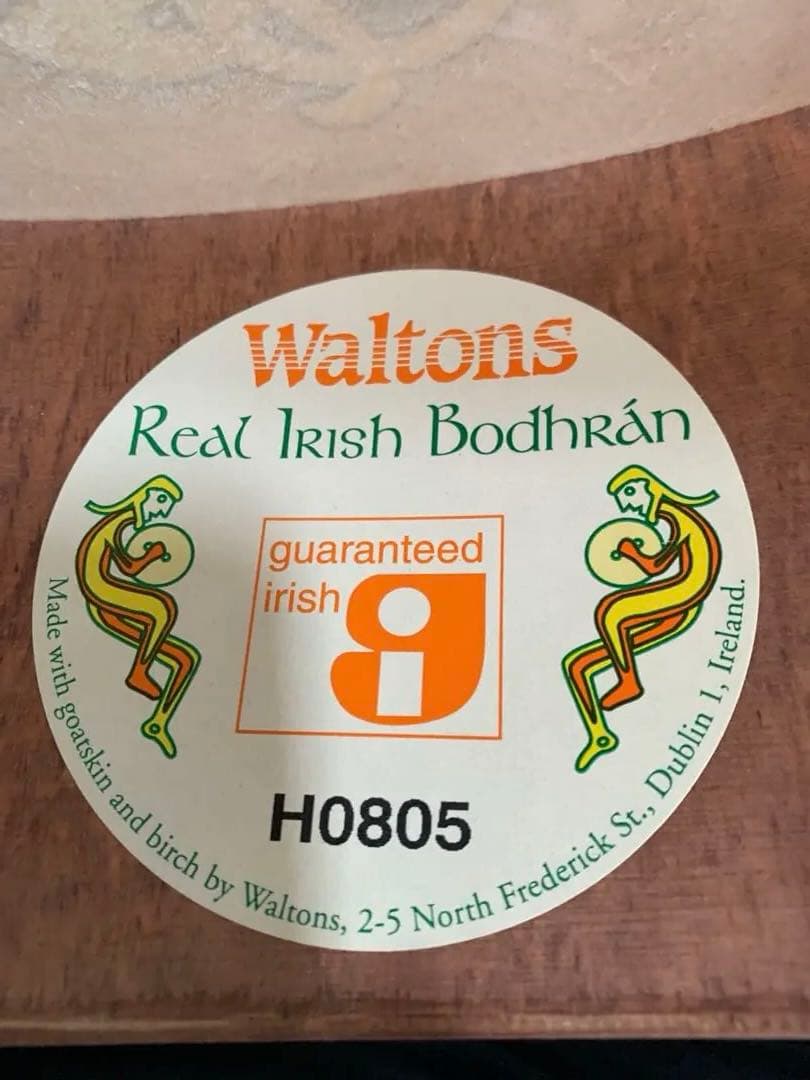 Waltons
Real Irish Bodhrán
guaranteed
irish
gi
H0805
Made with goatskin and birch by Waltons, 2-5 North Frederick St., Dublin 1, Ireland.